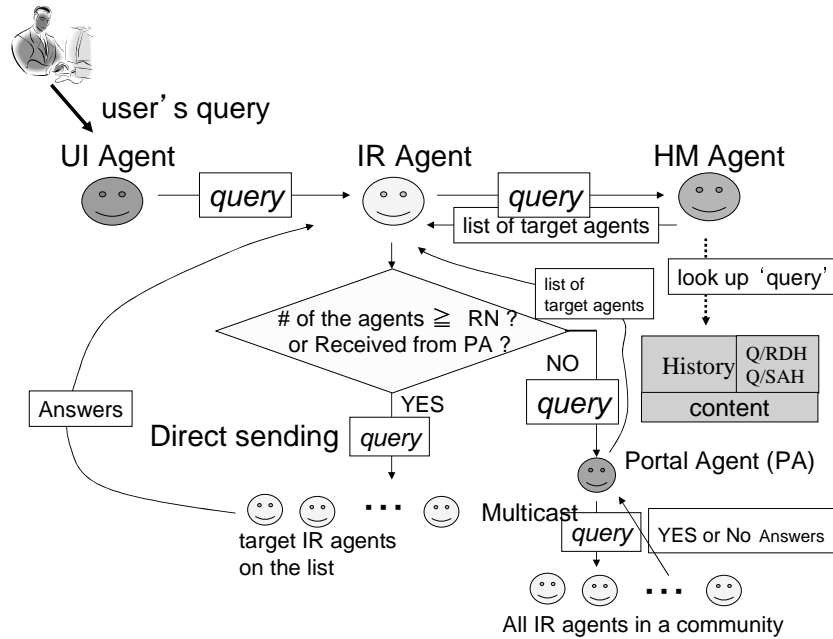 user's query
UI Agent
IR Agent
HM Agent
query
query
list of target agents
look up 'query'
list of
target agents
# of the agents ≧ RN ?
or Received from PA ?
NO
History
Q/RDH
Q/SAH
content
Answers
YES
query
Direct sending
query
Portal Agent (PA)
Multicast
query
YES or No Answers
target IR agents
on the list
All IR agents in a community